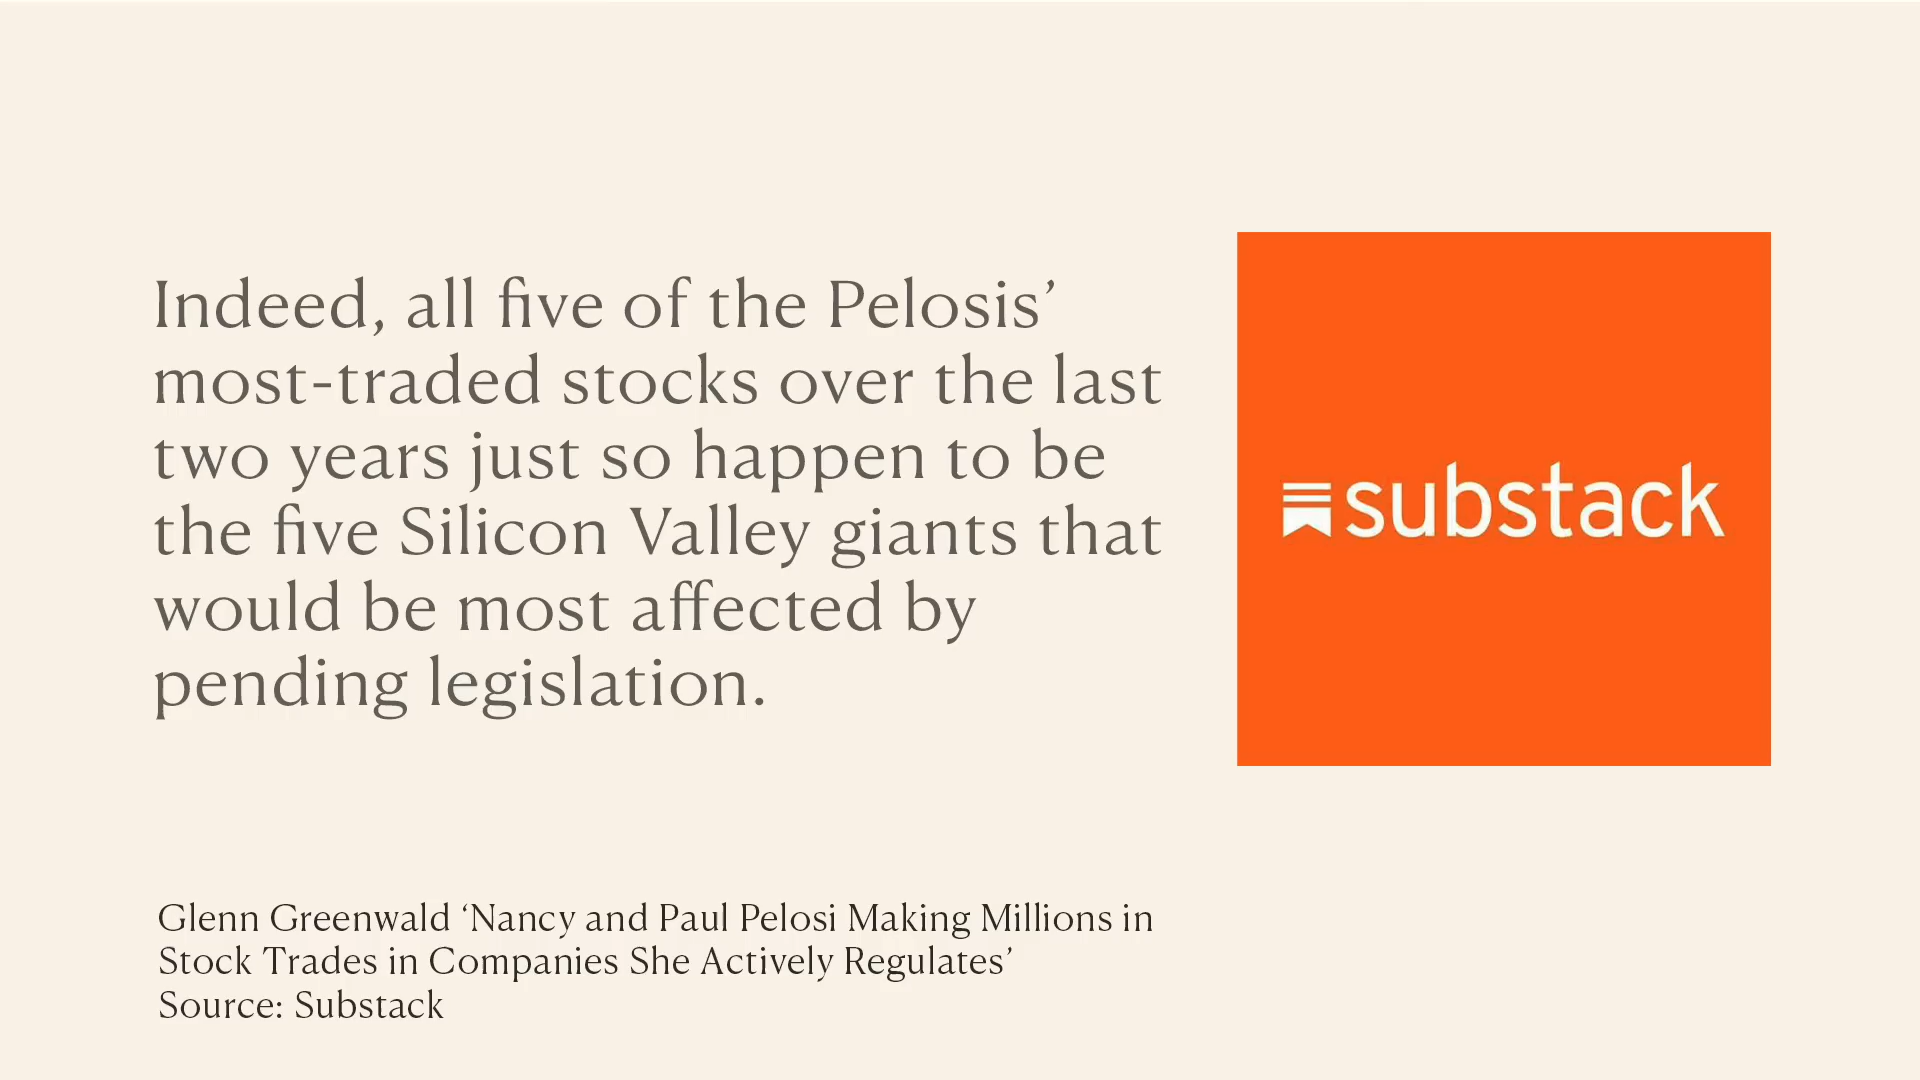 Indeed, all five of the Pelosis’
most-traded stocks over the last
two years just so happen to be
the five Silicon Valley giants that
would be most affected by
pending legislation.
substack
Glenn Greenwald ‘Nancy and Paul Pelosi Making Millions in
Stock Trades in Companies She Actively Regulates’
Source: Substack